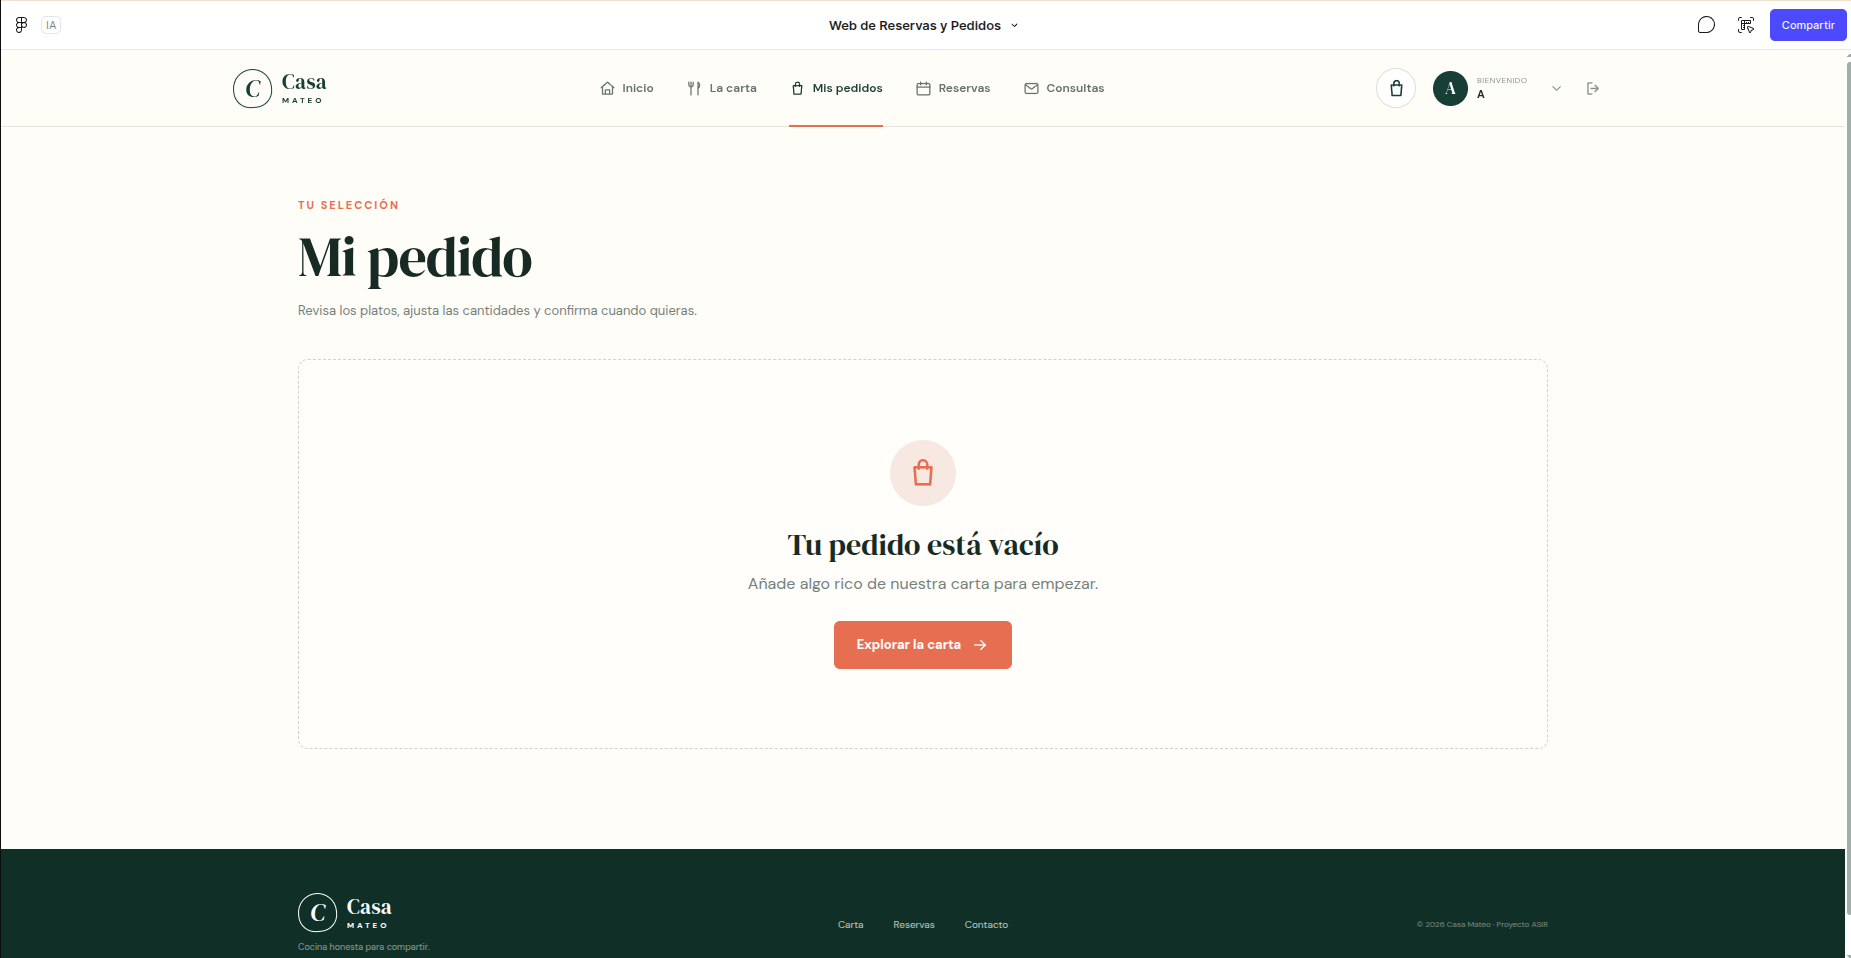 IA
Web de Reservas y Pedidos
Compartir
C
Casa
MATEO
Inicio
La carta
Mis pedidos
Reservas
Consultas
A
BIENVENIDO
A
TU SELECCIÓN
Mi pedido
Revisa los platos, ajusta las cantidades y confirma cuando quieras.
Tu pedido está vacío
Añade algo rico de nuestra carta para empezar.
Explorar la carta
C
Casa
MATEO
Cocina honesta para compartir.
Carta
Reservas
Contacto
© 2026 Casa Mateo · Proyecto ASIR